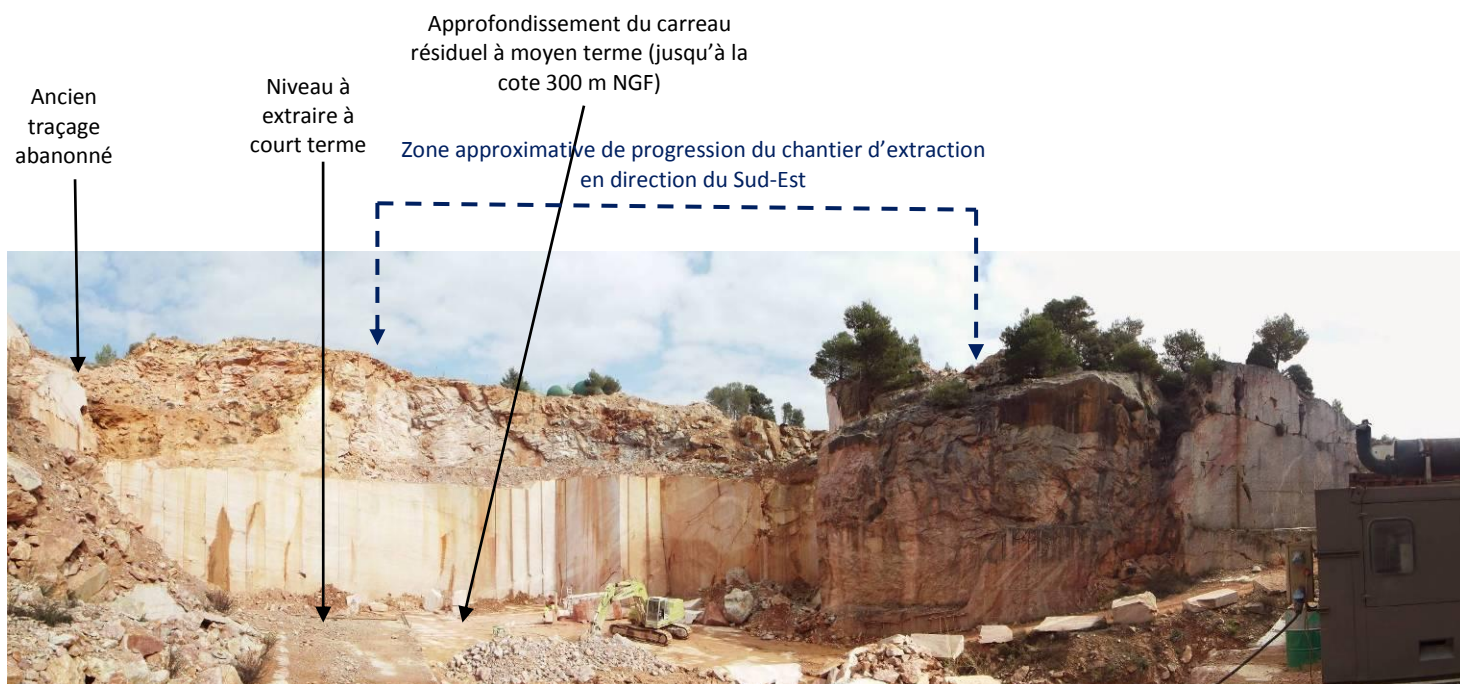 Approfondissement du carreau
résiduel à moyen terme (jusqu'à la
cote 300 m NGF)
Ancien
traçage
abanonné
Niveau à
extraire à
court terme
Zone approximative de progression du chantier d'extraction
en direction du Sud-Est